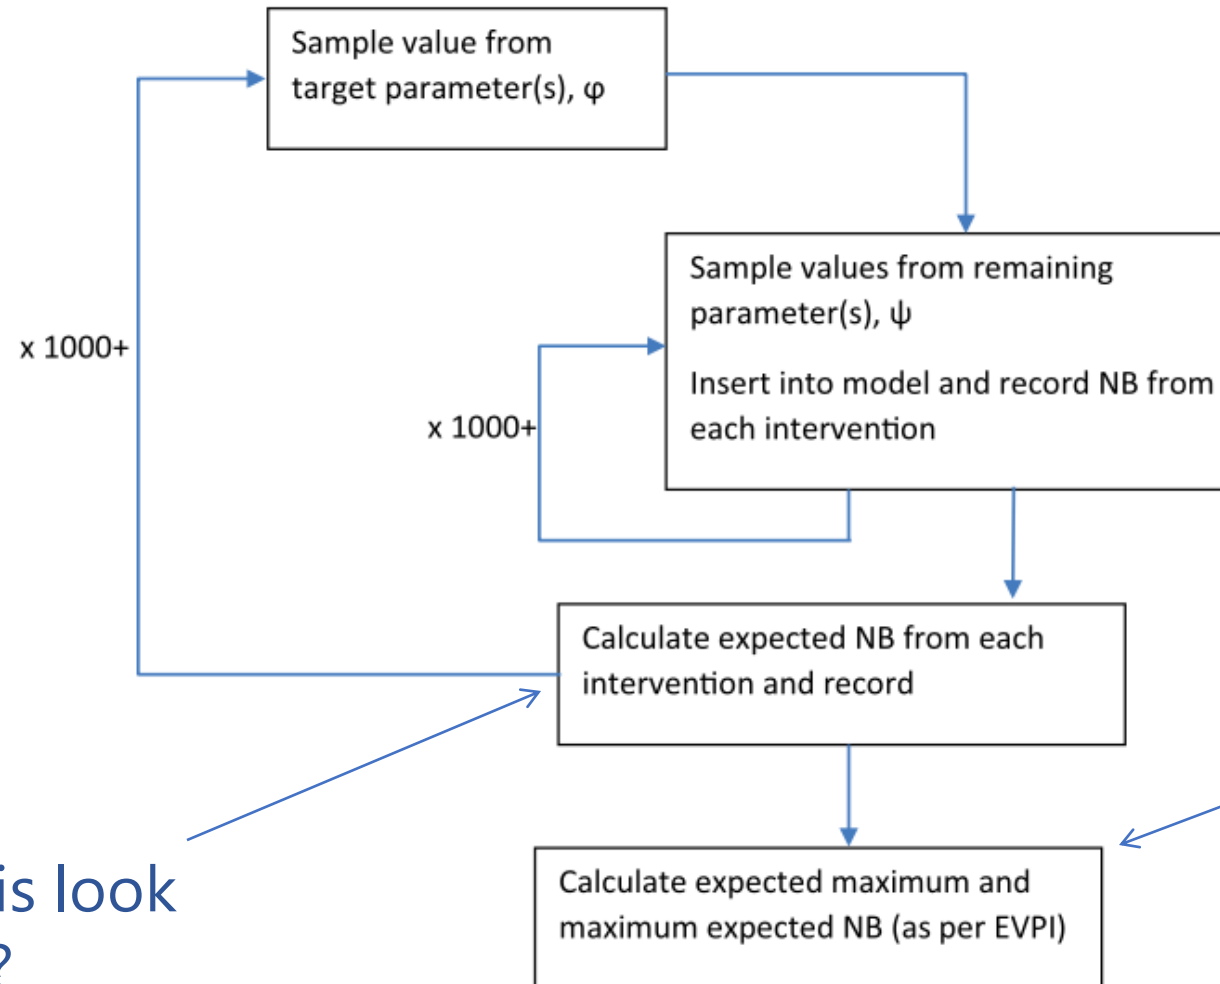 Sample value from
target parameter(s), φ
Sample values from remaining
parameter(s), ψ
Insert into model and record NB from
each intervention
x 1000+
x 1000+
Calculate expected NB from each
intervention and record
Calculate expected maximum and
maximum expected NB (as per EVPI)
is look
?